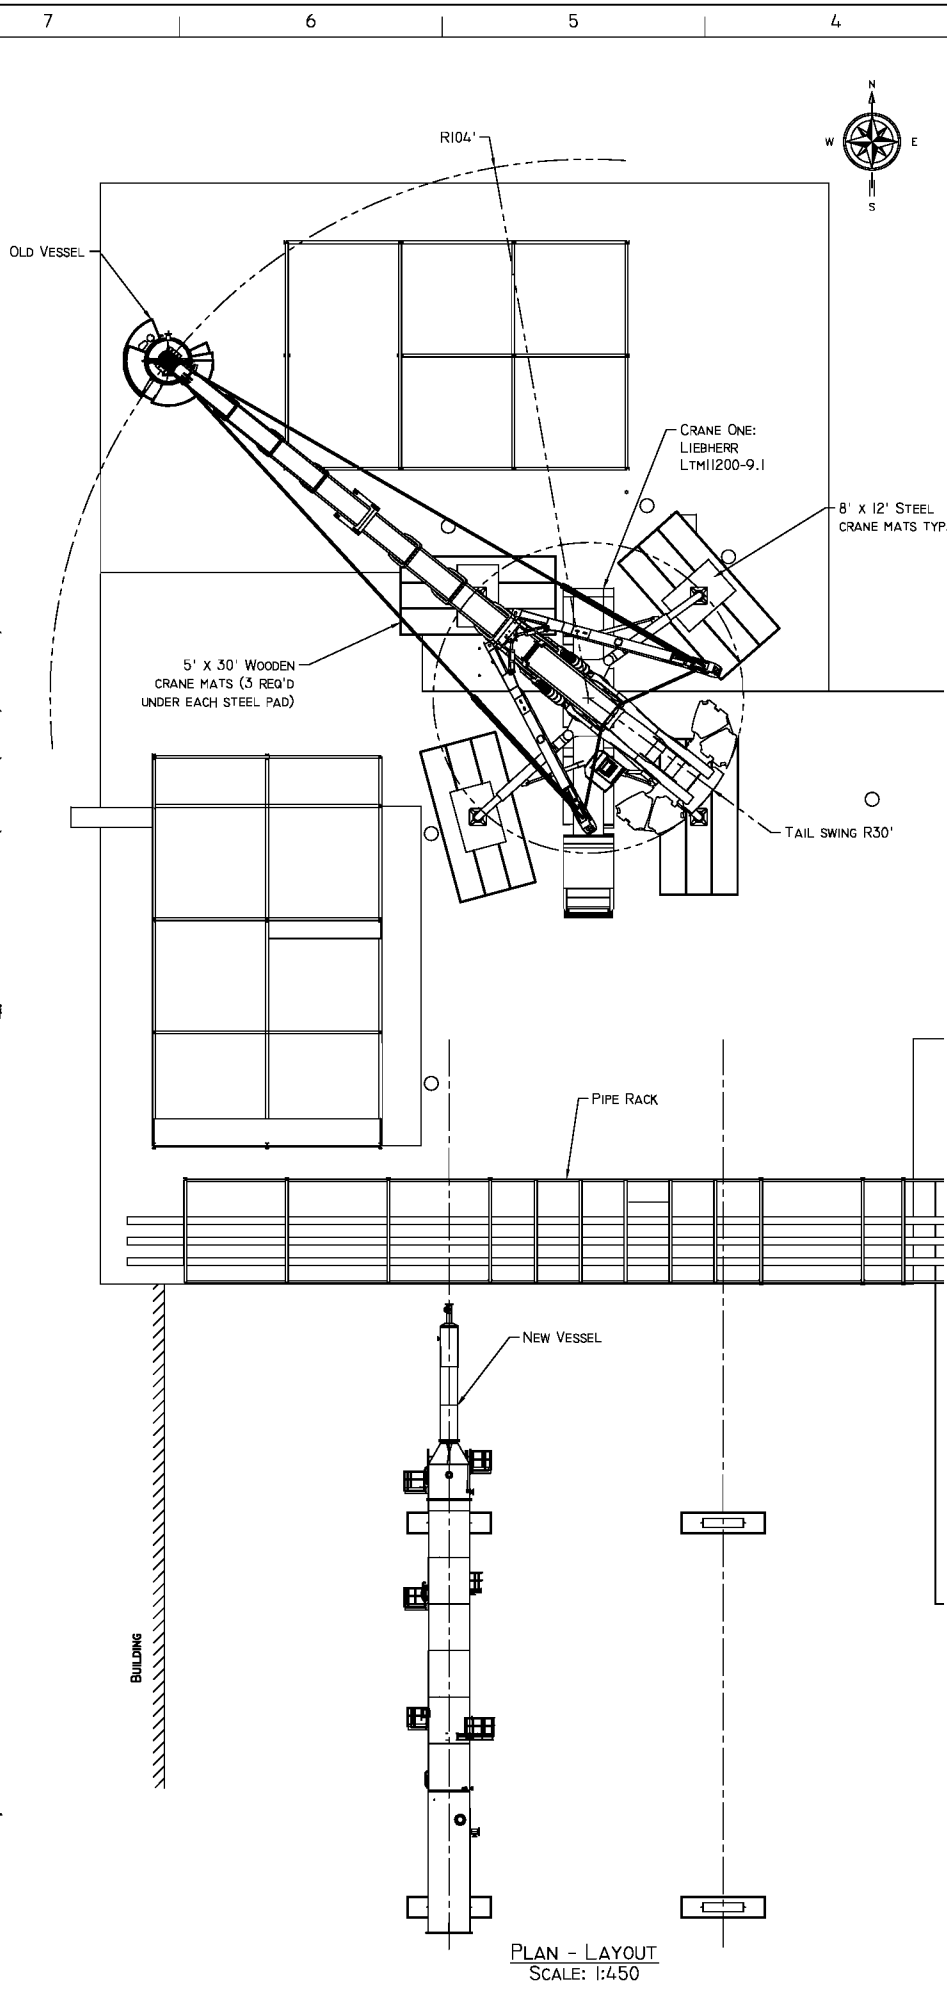 7 6 5 4
N
W E
S
R104'
OLD VESSEL
CRANE ONE:
LIEBHERR
LTM11200-9.1
8' X 12' STEEL
CRANE MATS TYP.
5' X 30' WOODEN
CRANE MATS (3 REQ'D
UNDER EACH STEEL PAD)
TAIL SWING R30'
PIPE RACK
NEW VESSEL
BUILDING
PLAN - LAYOUT
SCALE: 1:450